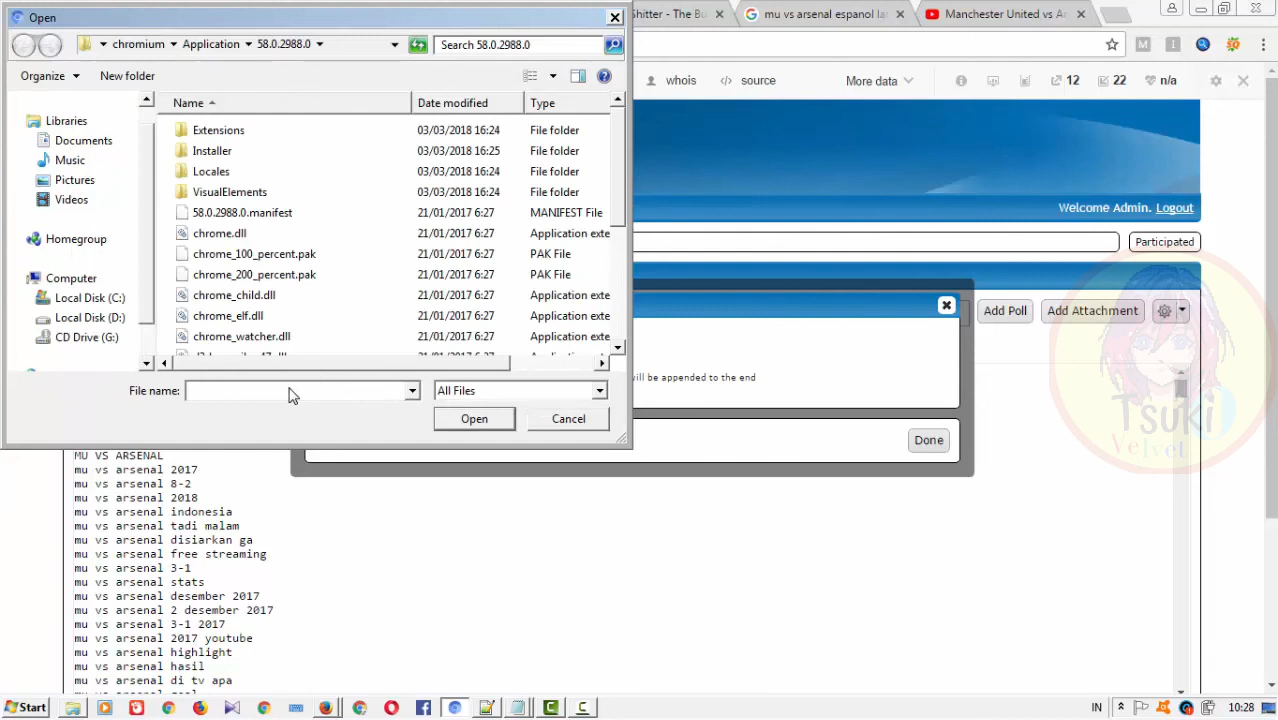 Open
Shitter - The Bu
mu vs arsenal espanol la
Manchester United vs A
chromium Application 58.0.2988.0
Search 58.0.2988.0
Organize New folder
whois
source
More data
12
22
n/a
Name
Date modified
Type
Libraries
Documents
Music
Pictures
Videos
Homegroup
Computer
Local Disk (C:)
Local Disk (D:)
CD Drive (G:)
Extensions 03/03/2018 16:24 File folder
Installer 03/03/2018 16:25 File folder
Locales 03/03/2018 16:24 File folder
VisualElements 03/03/2018 16:24 File folder
58.0.2988.0.manifest 21/01/2017 6:27 MANIFEST File
chrome.dll 21/01/2017 6:27 Application exte
chrome_100_percent.pak 21/01/2017 6:27 PAK File
chrome_200_percent.pak 21/01/2017 6:27 PAK File
chrome_child.dll 21/01/2017 6:27 Application exte
chrome_elf.dll 21/01/2017 6:27 Application exte
chrome_watcher.dll 21/01/2017 6:27 Application exte
File name:
All Files
Open
Cancel
Welcome Admin. Logout
Participated
Add Poll
Add Attachment
will be appended to the end
Done
Tsuki
Velvet
MU VS ARSENAL
mu vs arsenal 2017
mu vs arsenal 8-2
mu vs arsenal 2018
mu vs arsenal indonesia
mu vs arsenal tadi malam
mu vs arsenal disiarkan ga
mu vs arsenal free streaming
mu vs arsenal 3-1
mu vs arsenal stats
mu vs arsenal desember 2017
mu vs arsenal 2 desember 2017
mu vs arsenal 3-1 2017
mu vs arsenal 2017 youtube
mu vs arsenal highlight
mu vs arsenal hasil
mu vs arsenal di tv apa
Start
IN
10:28